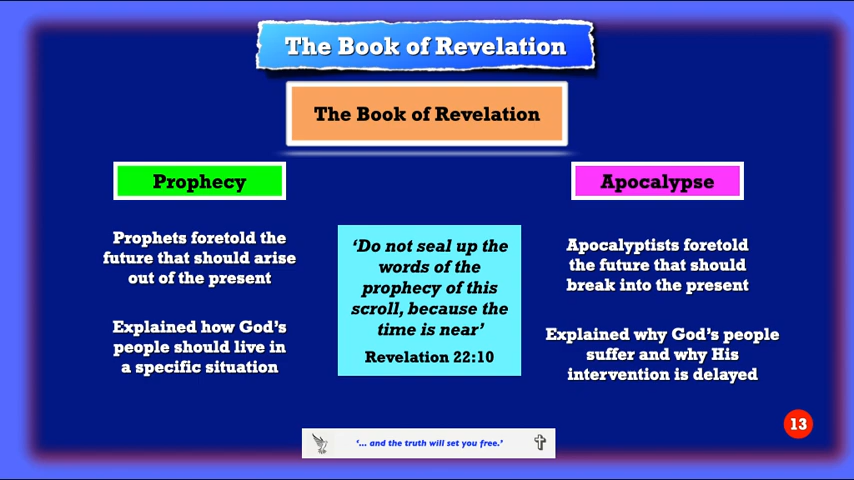 The Book of Revelation
The Book of Revelation
Prophecy
Prophets foretold the
future that should arise
out of the present
Explained how God's
people should live in
a specific situation
‘Do not seal up the
words of the
prophecy of this
scroll, because the
time is near’
Revelation 22:10
Apocalypse
Apocalyptists foretold
the future that should
break into the present
Explained why God's people
suffer and why His
intervention is delayed
13
‘... and the truth will set you free.’